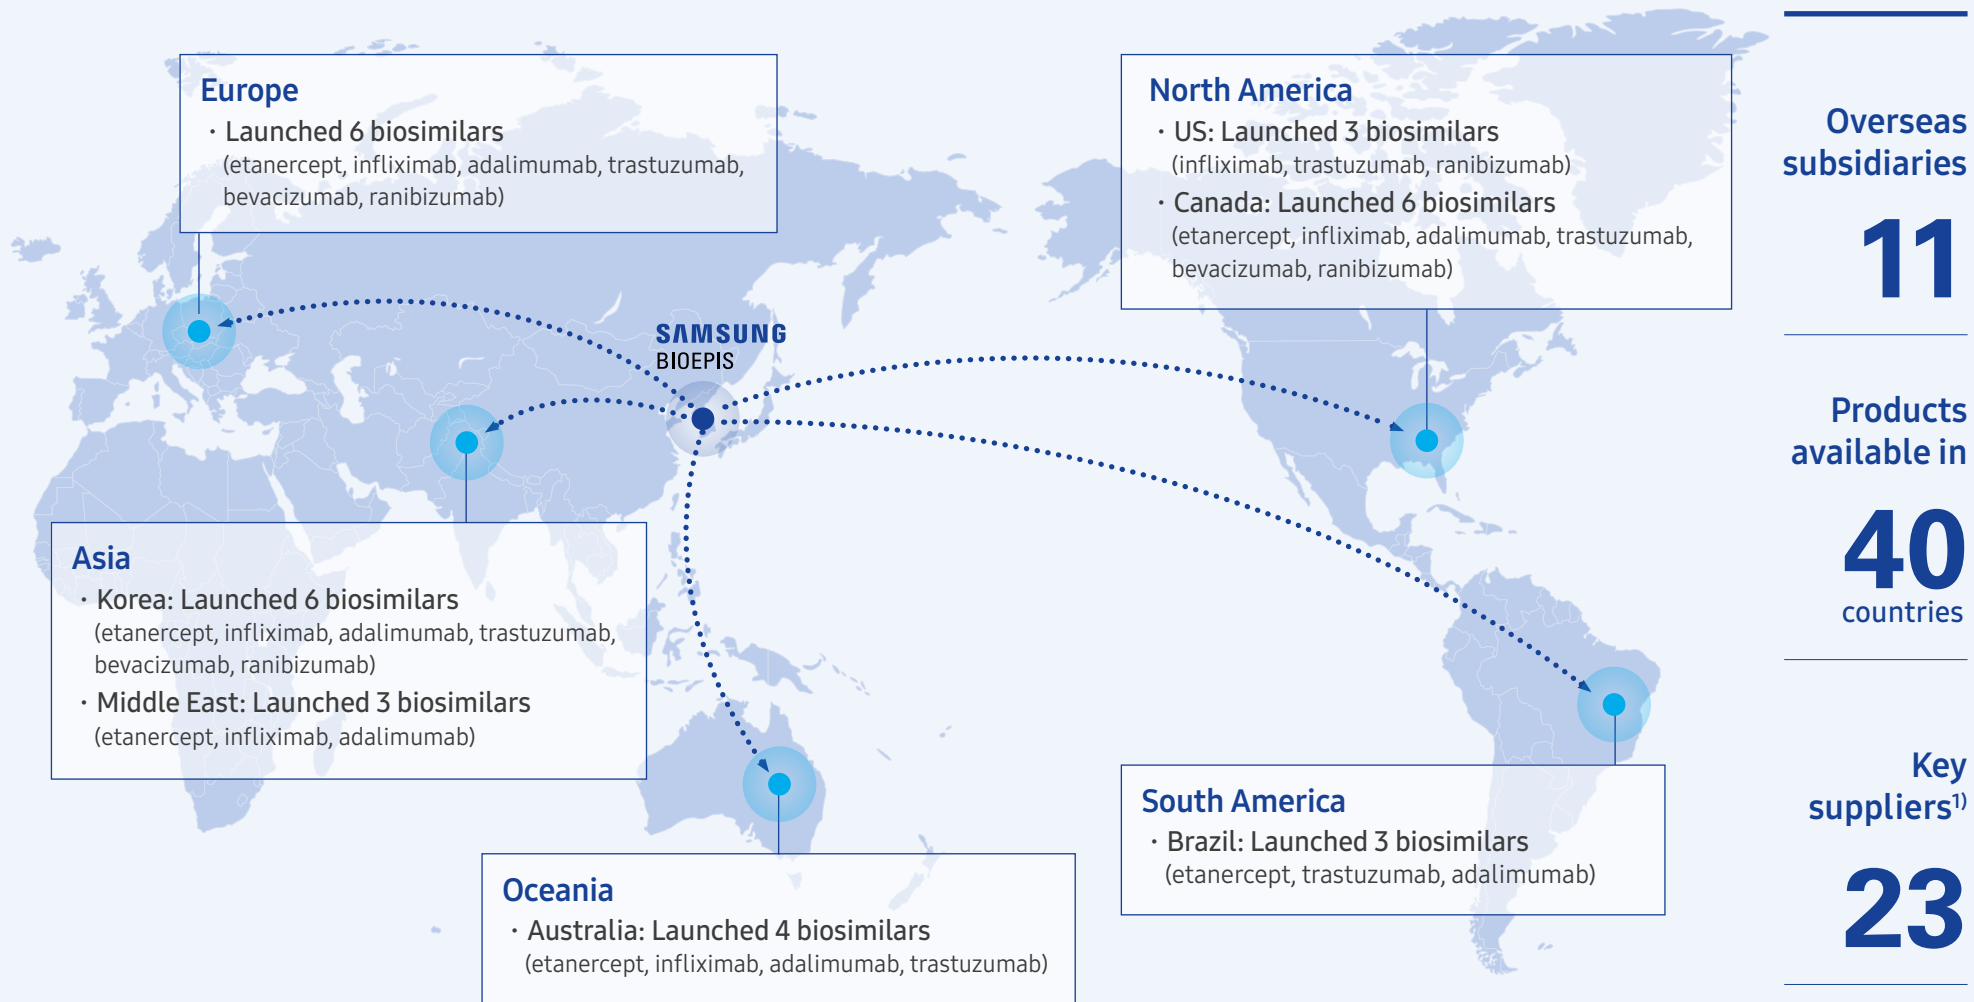 Europe
· Launched 6 biosimilars
(etanercept, infliximab, adalimumab, trastuzumab,
bevacizumab, ranibizumab)
North America
· US: Launched 3 biosimilars
(infliximab, trastuzumab, ranibizumab)
· Canada: Launched 6 biosimilars
(etanercept, infliximab, adalimumab, trastuzumab,
bevacizumab, ranibizumab)
SAMSUNG
BIOEPIS
Asia
· Korea: Launched 6 biosimilars
(etanercept, infliximab, adalimumab, trastuzumab,
bevacizumab, ranibizumab)
· Middle East: Launched 3 biosimilars
(etanercept, infliximab, adalimumab)
Oceania
· Australia: Launched 4 biosimilars
(etanercept, infliximab, adalimumab, trastuzumab)
South America
· Brazil: Launched 3 biosimilars
(etanercept, trastuzumab, adalimumab)
Overseas
subsidiaries
11
Products
available in
40
countries
Key
suppliers1)
23